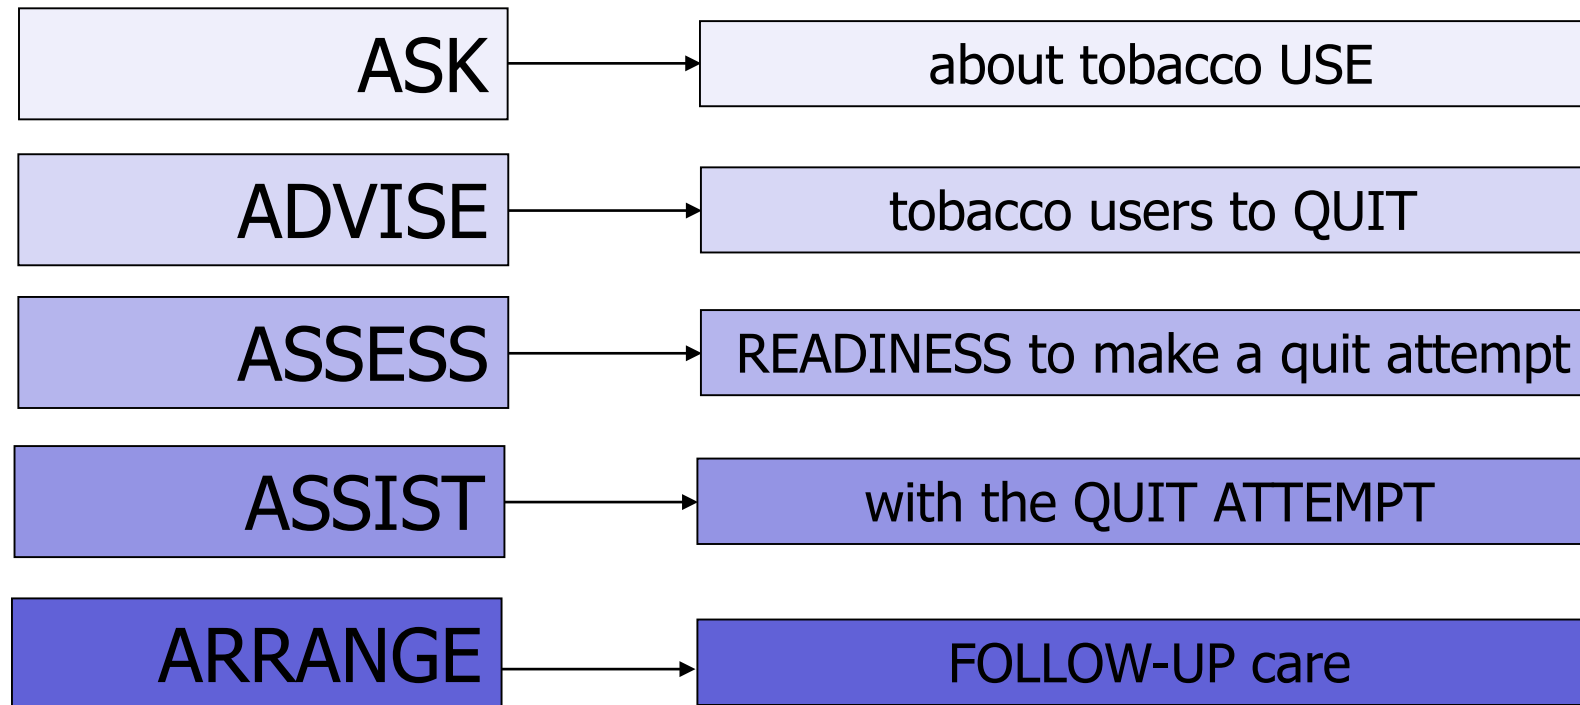 ASK
about tobacco USE
ADVISE
tobacco users to QUIT
ASSESS
READINESS to make a quit attempt
ASSIST
with the QUIT ATTEMPT
ARRANGE
FOLLOW-UP care